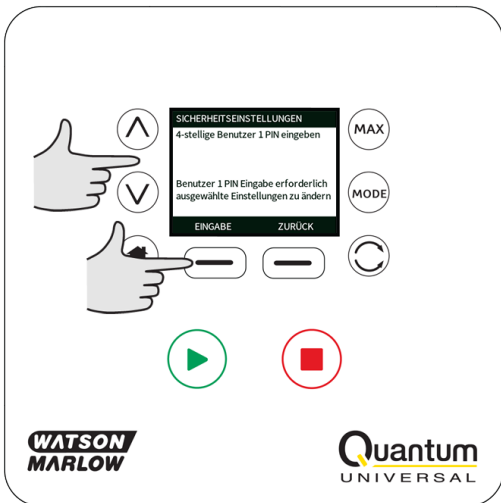 SICHERHEITSEINSTELLUNGEN
4-stellige Benutzer 1 PIN eingeben
MAX
Benutzer 1 PIN Eingabe erforderlich
ausgewählte Einstellungen zu ändern
MODE
EINGABE ZURÜCK
WATSON
MARLOW
Quantum
UNIVERSAL